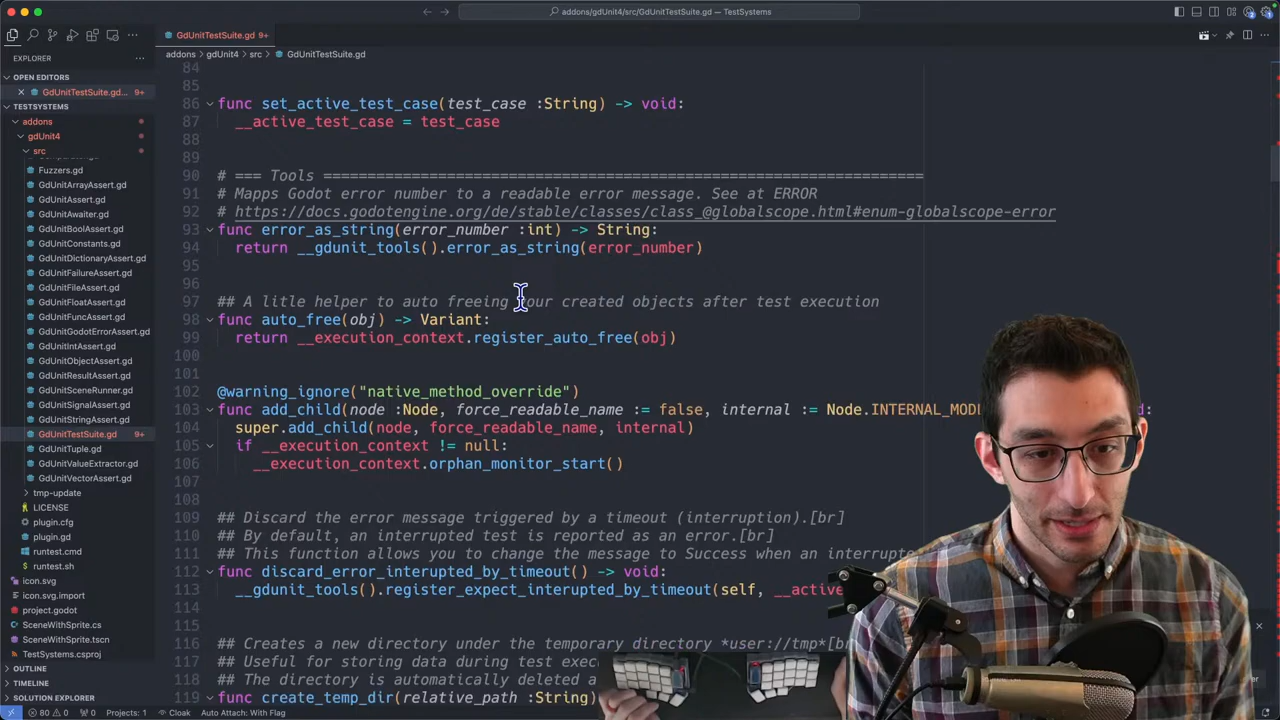 addons/gdUnit4/src/GdUnitTestSuite.gd — TestSystems
EXPLORER
GdUnitTestSuite.gd 9+
addons > gdUnit4 > src > GdUnitTestSuite.gd
OPEN EDITORS
GdUnitTestSuite.gd... 9+
TESTSYSTEMS
addons
gdUnit4
src
Fuzzers.gd
GdUnitArrayAssert.gd
GdUnitAssert.gd
GdUnitAwaiter.gd
GdUnitBoolAssert.gd
GdUnitConstants.gd
GdUnitDictionaryAssert.gd
GdUnitFailureAssert.gd
GdUnitFileAssert.gd
GdUnitFloatAssert.gd
GdUnitFuncAssert.gd
GdUnitGodotErrorAssert.gd
GdUnitIntAssert.gd
GdUnitObjectAssert.gd
GdUnitResultAssert.gd
GdUnitSceneRunner.gd
GdUnitSignalAssert.gd
GdUnitStringAssert.gd
GdUnitTestSuite.gd 9+
GdUnitTuple.gd
GdUnitValueExtractor.gd
GdUnitVectorAssert.gd
tmp-update
LICENSE
plugin.cfg
plugin.gd
runtest.cmd
runtest.sh
icon.svg
icon.svg.import
project.godot
SceneWithSprite.cs
SceneWithSprite.tscn
TestSystems.csproj
OUTLINE
TIMELINE
SOLUTION EXPLORER
84
85
86 func set_active_test_case(test_case :String) -> void:
87 __active_test_case = test_case
88
89
90 # === Tools ====================================================================
91 # Mapps Godot error number to a readable error message. See at ERROR
92 # https://docs.godotengine.org/de/stable/classes/class_@globalscope.html#enum-globalscope-error
93 func error_as_string(error_number :int) -> String:
94 return __gdunit_tools().error_as_string(error_number)
95
96
97 ## A litle helper to auto freeing your created objects after test execution
98 func auto_free(obj) -> Variant:
99 return __execution_context.register_auto_free(obj)
100
101
102 @warning_ignore("native_method_override")
103 func add_child(node :Node, force_readable_name := false, internal := Node.INTERNAL_MOD
104 super.add_child(node, force_readable_name, internal)
105 if __execution_context != null:
106 __execution_context.orphan_monitor_start()
107
108
109 ## Discard the error message triggered by a timeout (interruption).[br]
110 ## By default, an interrupted test is reported as an error.[br]
111 ## This function allows you to change the message to Success when an interrupte
112 func discard_error_interupted_by_timeout() -> void:
113 __gdunit_tools().register_expect_interupted_by_timeout(self, __active
114
115
116 ## Creates a new directory under the temporary directory *user://tmp*[b
117 ## Useful for storing data during test exec
118 ## The directory is automatically deleted a
119 func create_temp_dir(relative_path :String)
80 0 0 Projects: 1 Cloak Auto Attach: With Flag